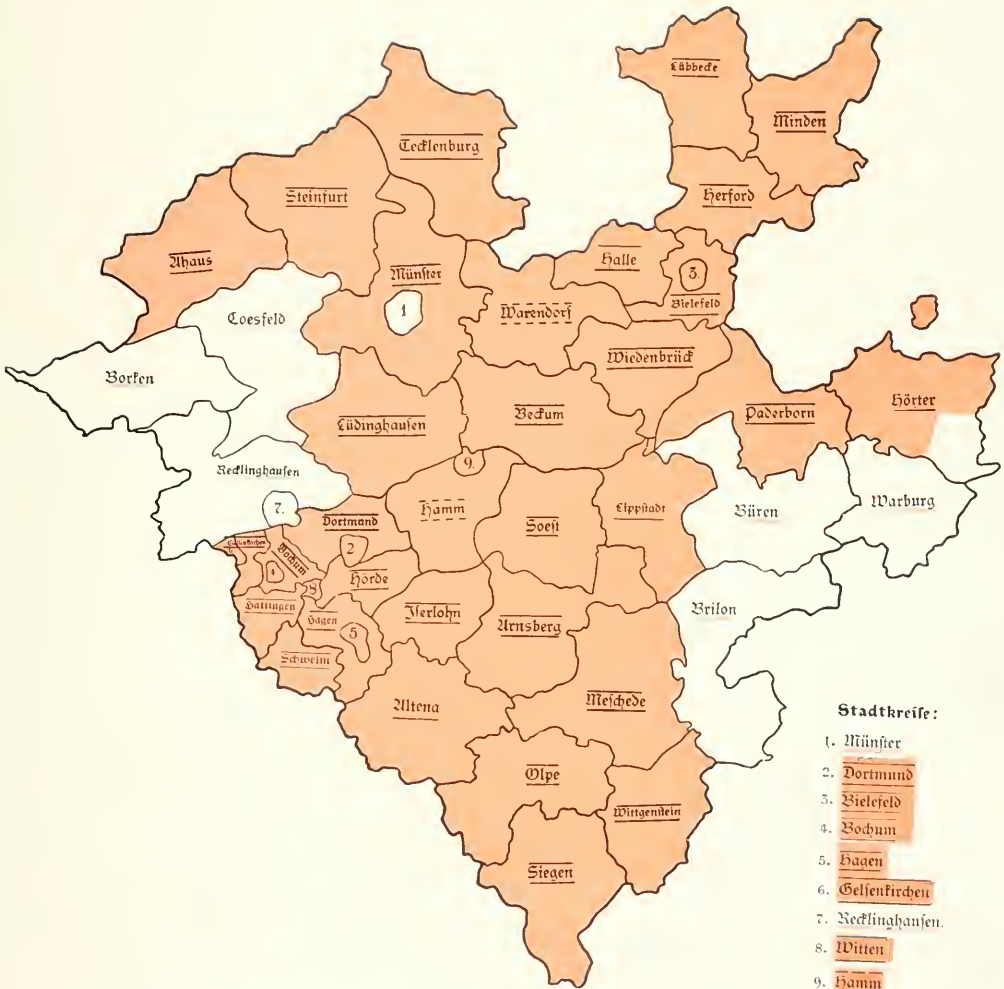 Lübbecke
Minden
Tecklenburg
Steinfurt
Herford
Ahaus
Münster
Halle
3.
Bielefeld
1
Coesfeld
Warendorf
Wiedenbrück
Borken
Hörter
Lüdinghausen
Beckum
Paderborn
Recklinghausen
9.
7.
Hamm
Lippstadt
Büren
Warburg
Dortmund
Soest
Bochum
2
8
Hörde
Brilon
Hattingen
Hagen
5
Iserlohn
Arnsberg
Schwelm
Altena
Meschede
Olpe
Wittgenstein
Siegen
Stadtkreise:
1. Münster
2. Dortmund
3. Bielefeld
4. Bochum
5. Hagen
6. Gelsenkirchen
7. Recklinghausen.
8. Witten
9. Hamm